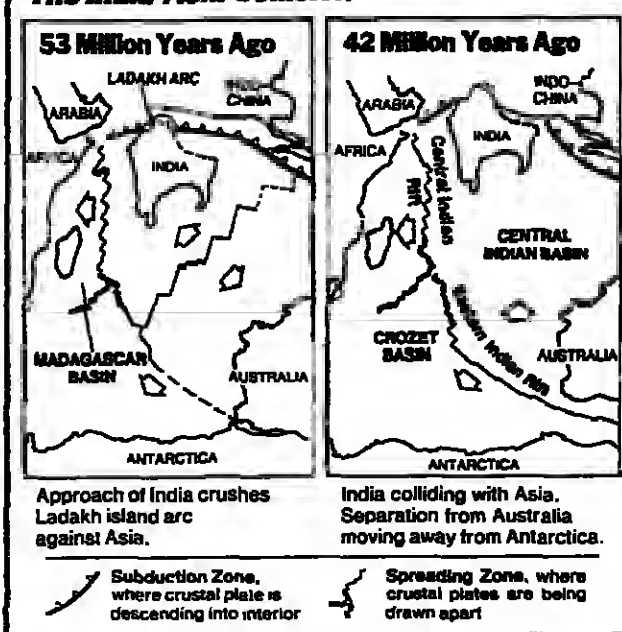 53 Million Years Ago
LADAKH ARC
INDO
CHINA
ARABIA
AFRICA
INDIA
MADAGASCAR
BASIN
AUSTRALIA
ANTARCTICA
Approach of India crushes
Ladakh island arc
against Asia.
42 Million Years Ago
INDO-
CHINA
ARABIA
INDIA
AFRICA
Central Indian
Rift
CENTRAL
INDIAN BASIN
CROZET
BASIN
Eastern Indian Rift
AUSTRALIA
ANTARCTICA
India colliding with Asia.
Separation from Australia
moving away from Antarctica.
Subduction Zone,
where crustal plate is
descending into interior
Spreading Zone, where
crustal plates are being
drawn apart